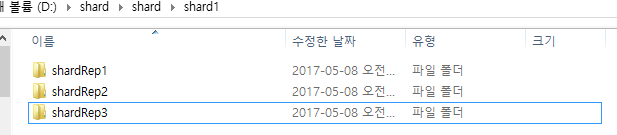 새 볼륨 (D:) › shard › shard › shard1
이름 수정한 날짜 유형 크기
shardRep1 2017-05-08 오전... 파일 폴더
shardRep2 2017-05-08 오전... 파일 폴더
shardRep3 2017-05-08 오전... 파일 폴더